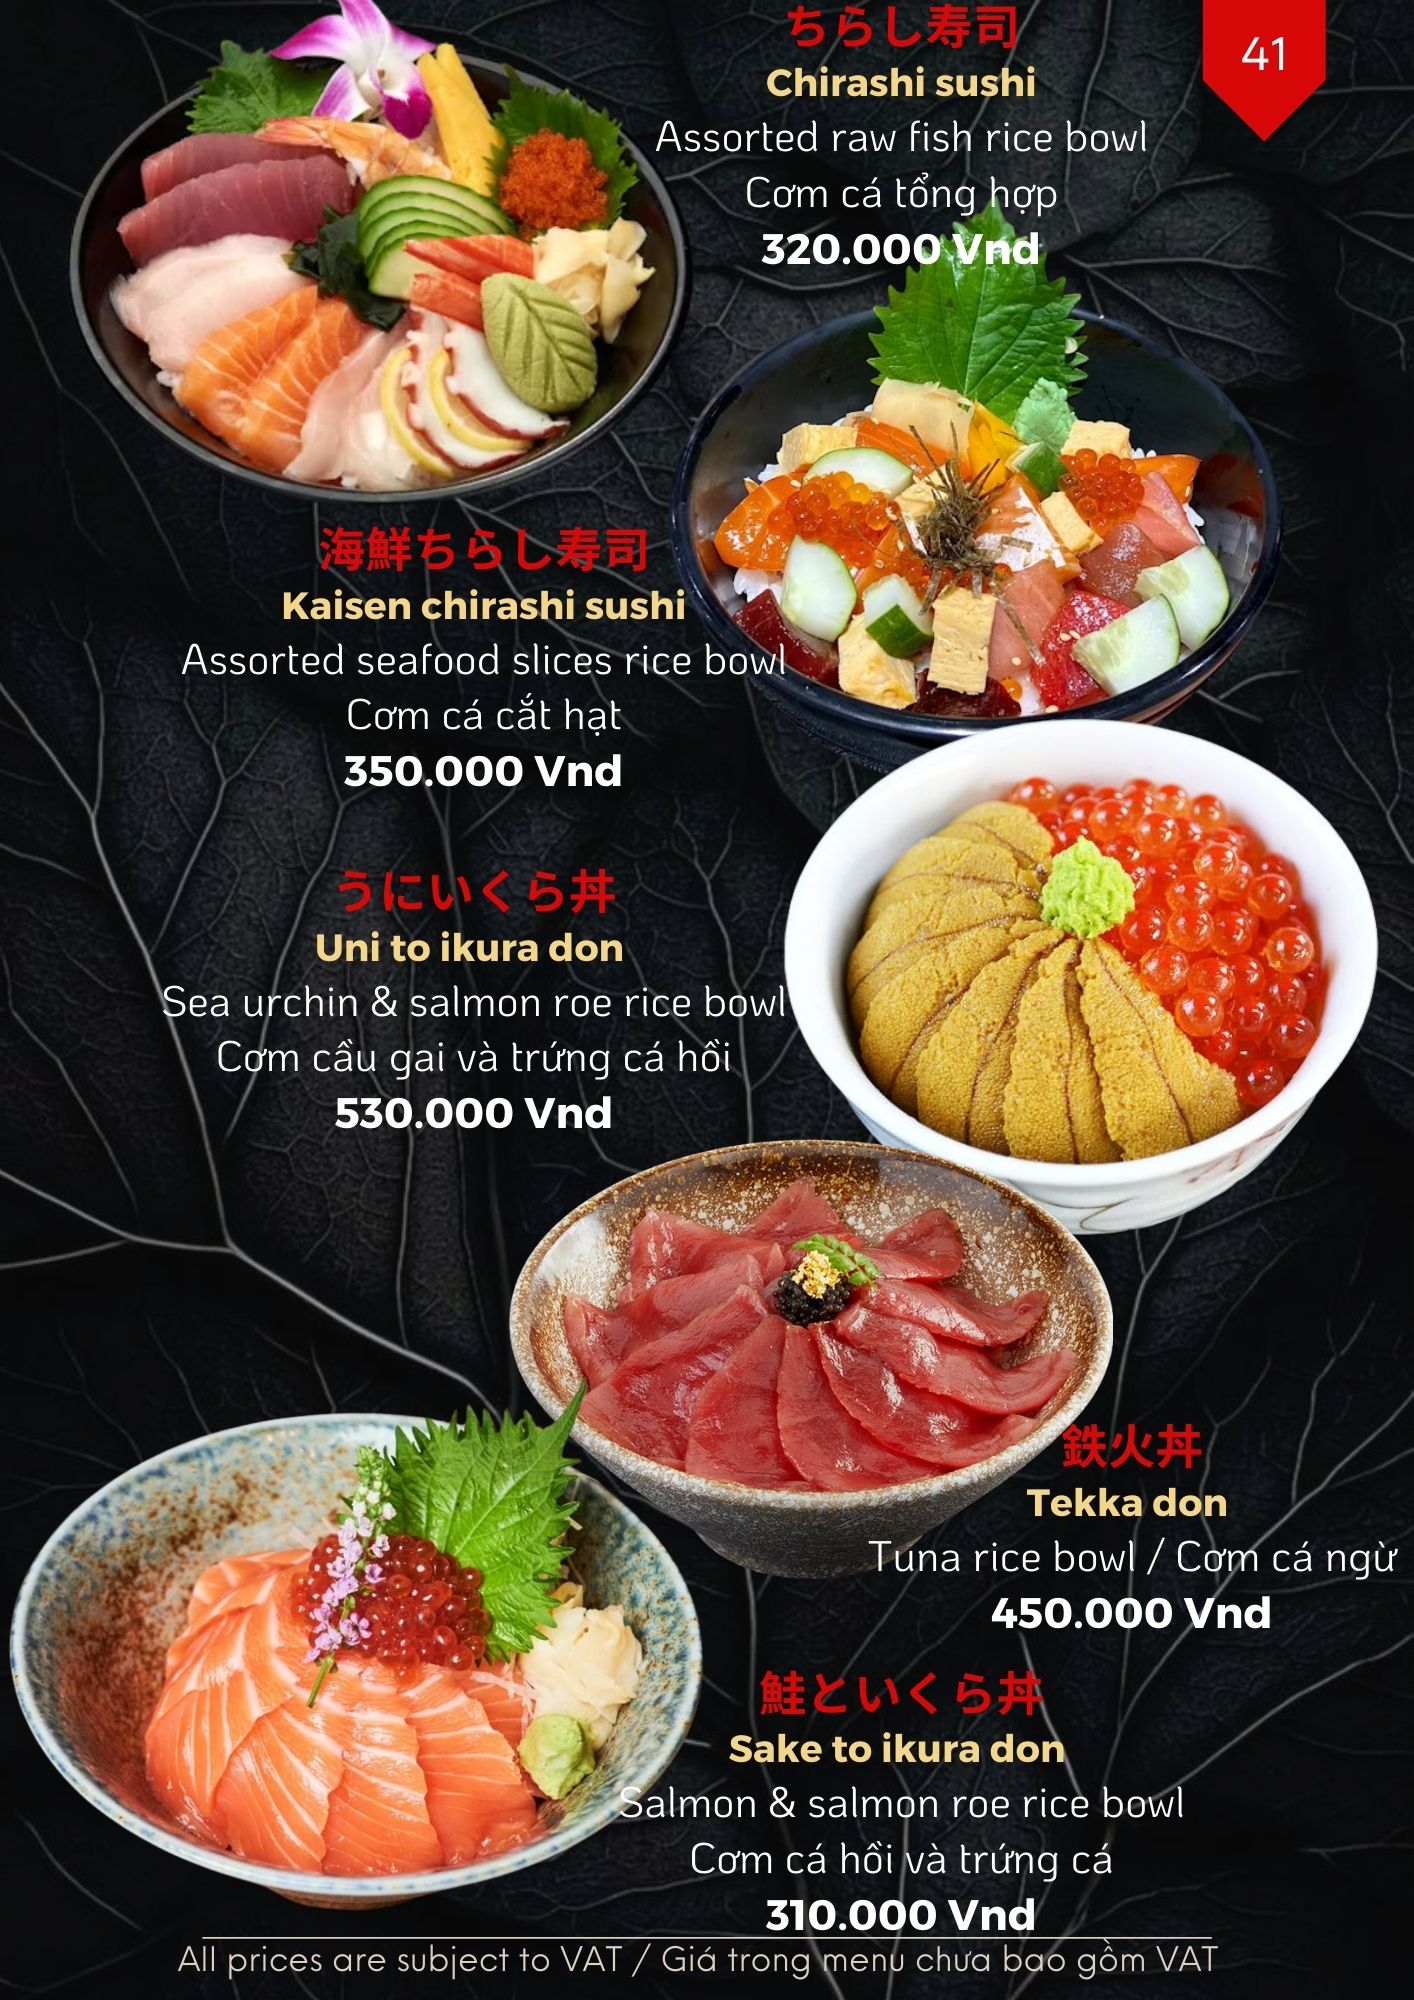 41
ちらし寿司
Chirashi sushi
Assorted raw fish rice bowl
Cơm cá tổng hợp
320.000 Vnd
海鮮ちらし寿司
Kaisen chirashi sushi
Assorted seafood slices rice bowl
Cơm cá cắt hạt
350.000 Vnd
うにいくら丼
Uni to ikura don
Sea urchin & salmon roe rice bowl
Cơm cầu gai và trứng cá hồi
530.000 Vnd
鉄火丼
Tekka don
Tuna rice bowl / Cơm cá ngừ
450.000 Vnd
鮭といくら丼
Sake to ikura don
Salmon & salmon roe rice bowl
Cơm cá hồi và trứng cá
310.000 Vnd
All prices are subject to VAT / Giá trong menu chưa bao gồm VAT